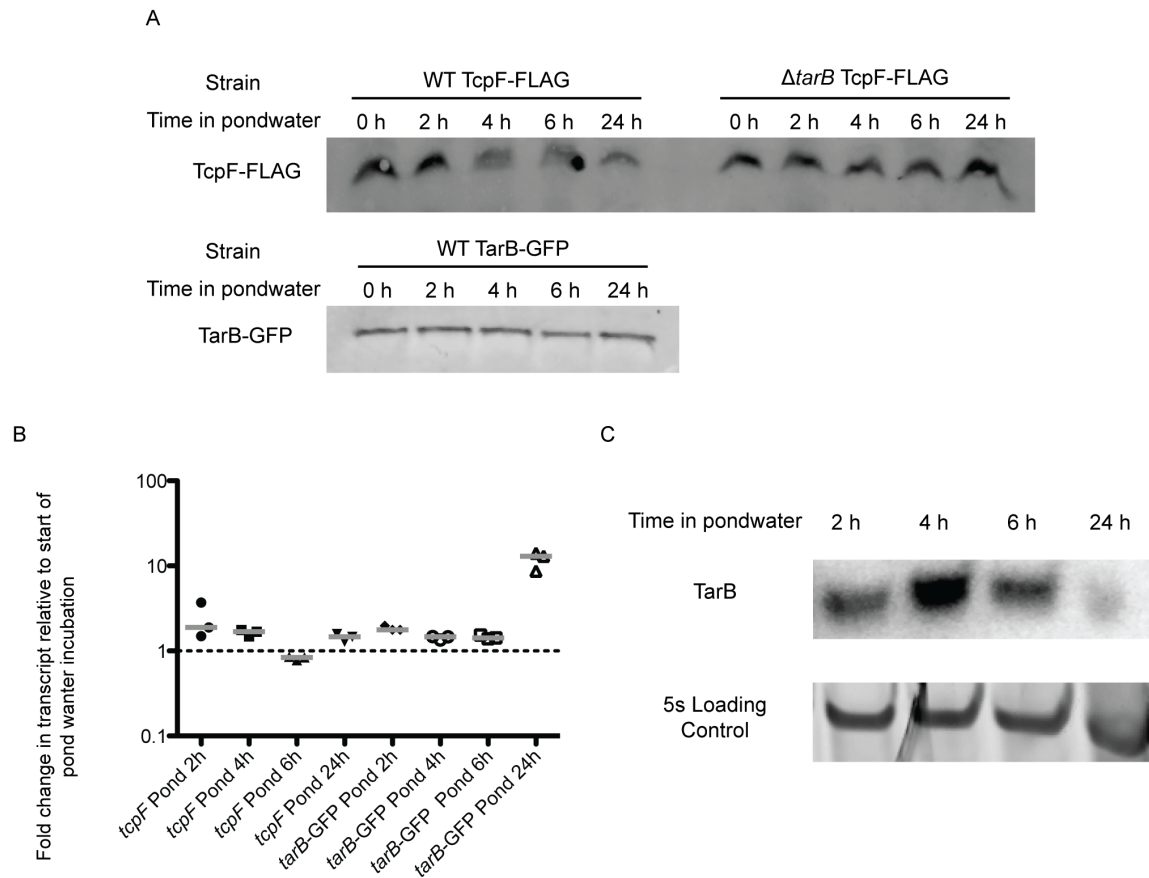 A
Strain WT TcpF-FLAG ΔtarB TcpF-FLAG
Time in pondwater 0 h 2 h 4 h 6 h 24 h 0 h 2 h 4 h 6 h 24 h
TcpF-FLAG
Strain WT TarB-GFP
Time in pondwater 0 h 2 h 4 h 6 h 24 h
TarB-GFP
B
Fold change in transcript relative to start of
pond wanter incubation
100
10
1
0.1
tcpF Pond 2h
tcpF Pond 4h
tcpF Pond 6h
tcpF Pond 24h
tarB-GFP Pond 2h
tarB-GFP Pond 4h
tarB-GFP Pond 6h
tarB-GFP Pond 24h
C
Time in pondwater 2 h 4 h 6 h 24 h
TarB
5s Loading
Control